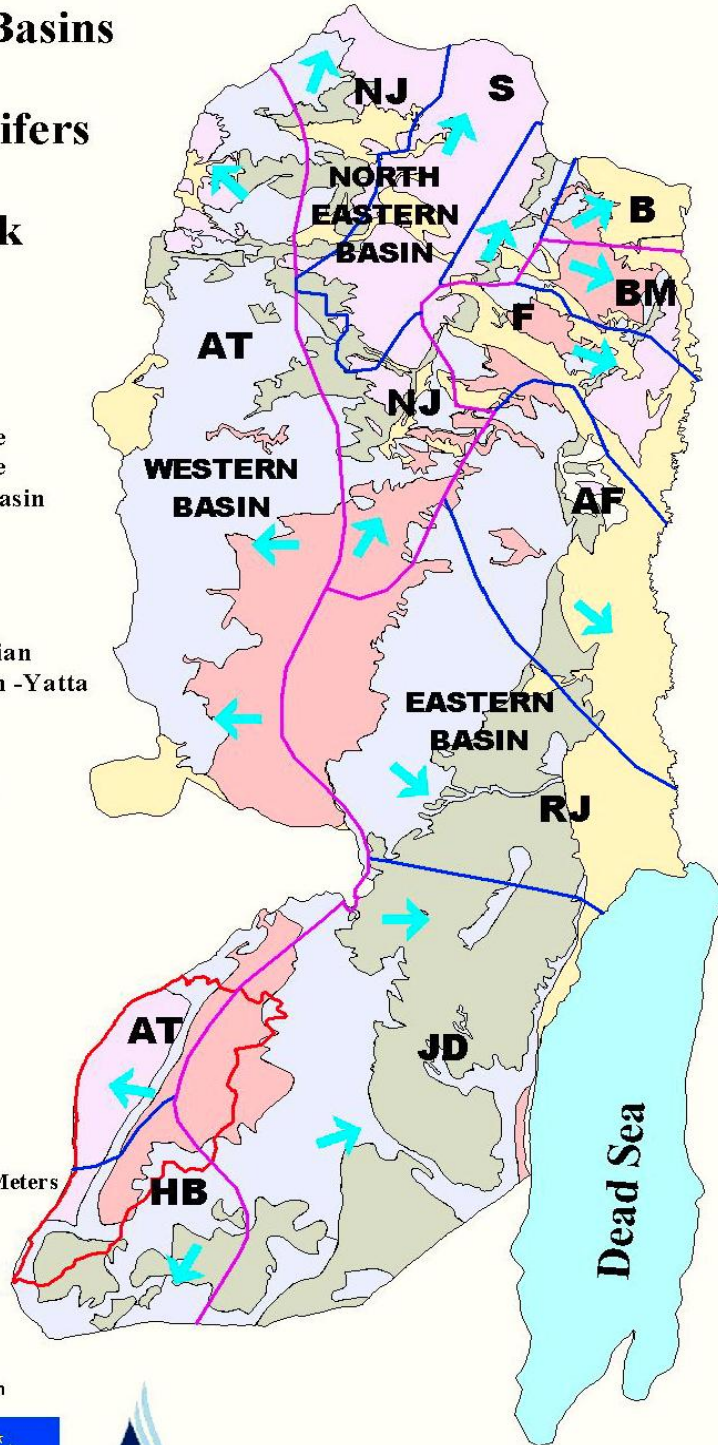 Basins
ifers
k
e
e
asin
ian
n -Yatta
Meters
NJ
S
NORTH
EASTERN
BASIN
B
BM
F
AT
NJ
WESTERN
BASIN
AF
EASTERN
BASIN
RJ
AT
JD
HB
Dead Sea